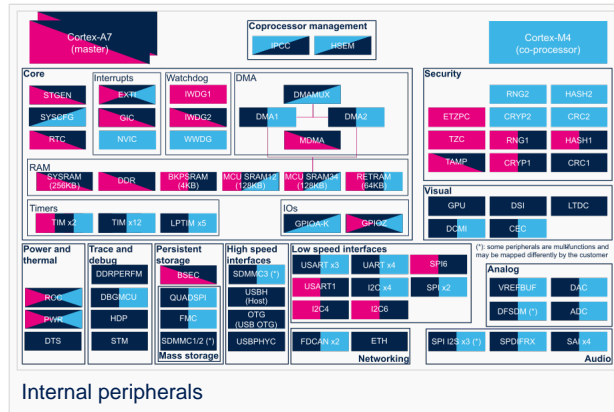 Cortex-A7
(master)
Coprocessor management
IPCC
HSEM
Cortex-M4
(co-processor)
Core
STGEN
SYSCFG
RTC
Interrupts
EXTI
GIC
NVIC
Watchdog
IWDG1
IWDG2
WWDG
DMA
DMAMUX
DMA1
DMA2
MDMA
Security
RNG2
HASH2
ETZPC
CRYP2
CRC2
TZC
RNG1
HASH1
TAMP
CRYP1
CRC1
RAM
SYSRAM
(256KB)
DDR
BKPSRAM
(4KB)
MCU SRAM12
(128KB)
MCU SRAM34
(128KB)
RETRAM
(64KB)
Visual
GPU
DSI
LTDC
DCMI
CEC
Timers
TIM x2
TIM x12
LPTIM x5
IOs
GPIOA-K
GPIOZ
(*): some peripherals are multifunctions and
may be mapped differently by the customer
Power and
thermal
ROC
PWR
DTS
Trace and
debug
DDRPERFM
DBGMCU
HDP
STM
Persistent
storage
BSEC
QUADSPI
FMC
SDMMC1/2 (*)
Mass storage
High speed
interfaces
SDMMC3 (*)
USBH
(Host)
OTG
(USB OTG)
USBPHYC
Low speed interfaces
USART x3
UART x4
SPI6
USART1
I2C x4
SPI x2
I2C4
I2C6
Analog
VREFBUF
DAC
DFSDM (*)
ADC
FDCAN x2
ETH
Networking
SPI I2S x3 (*)
SPDIFRX
SAI x4
Audio
Internal peripherals